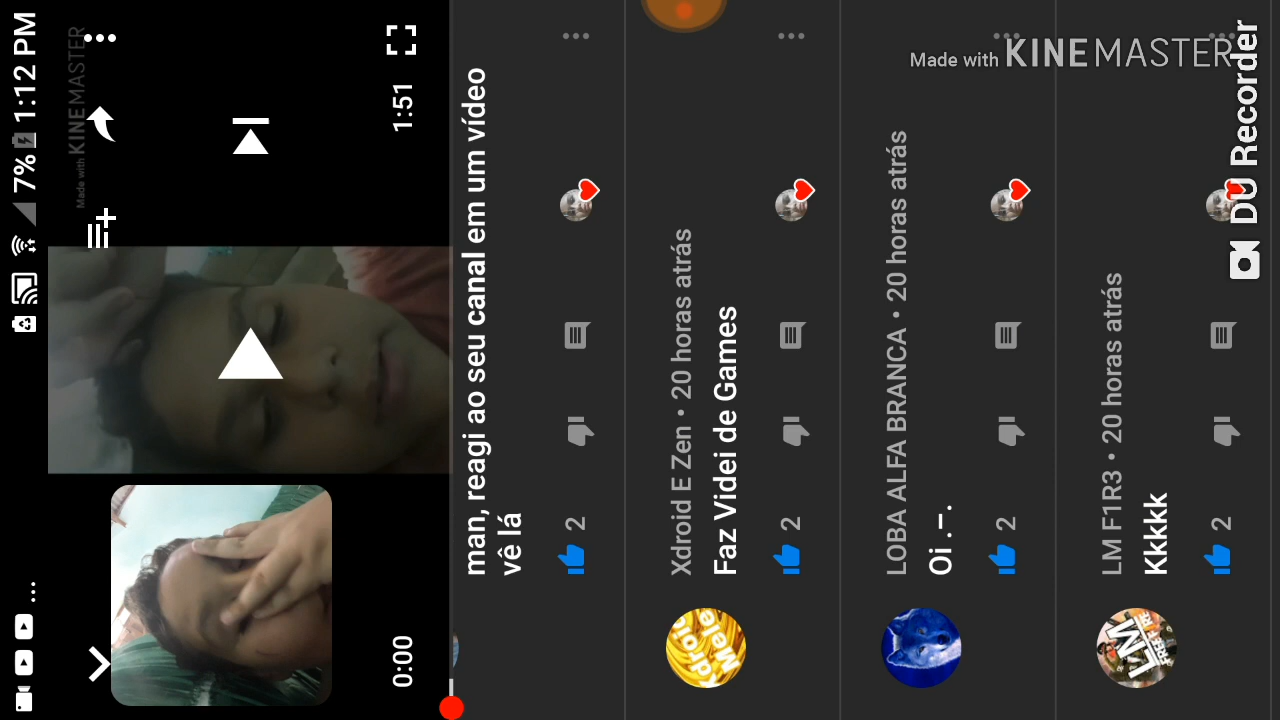 7% 1:12 PM
Made with KINEMASTER
1:51
0:00
man, reagi ao seu canal em um vídeo
vê lá
2
Xdroid E Zen • 20 horas atrás
Faz Videi de Games
2
LOBA ALFA BRANCA • 20 horas atrás
Oi .-.
2
LM F1R3 • 20 horas atrás
Kkkkk
2
Made with KINEMASTER
DU Recorder
LM